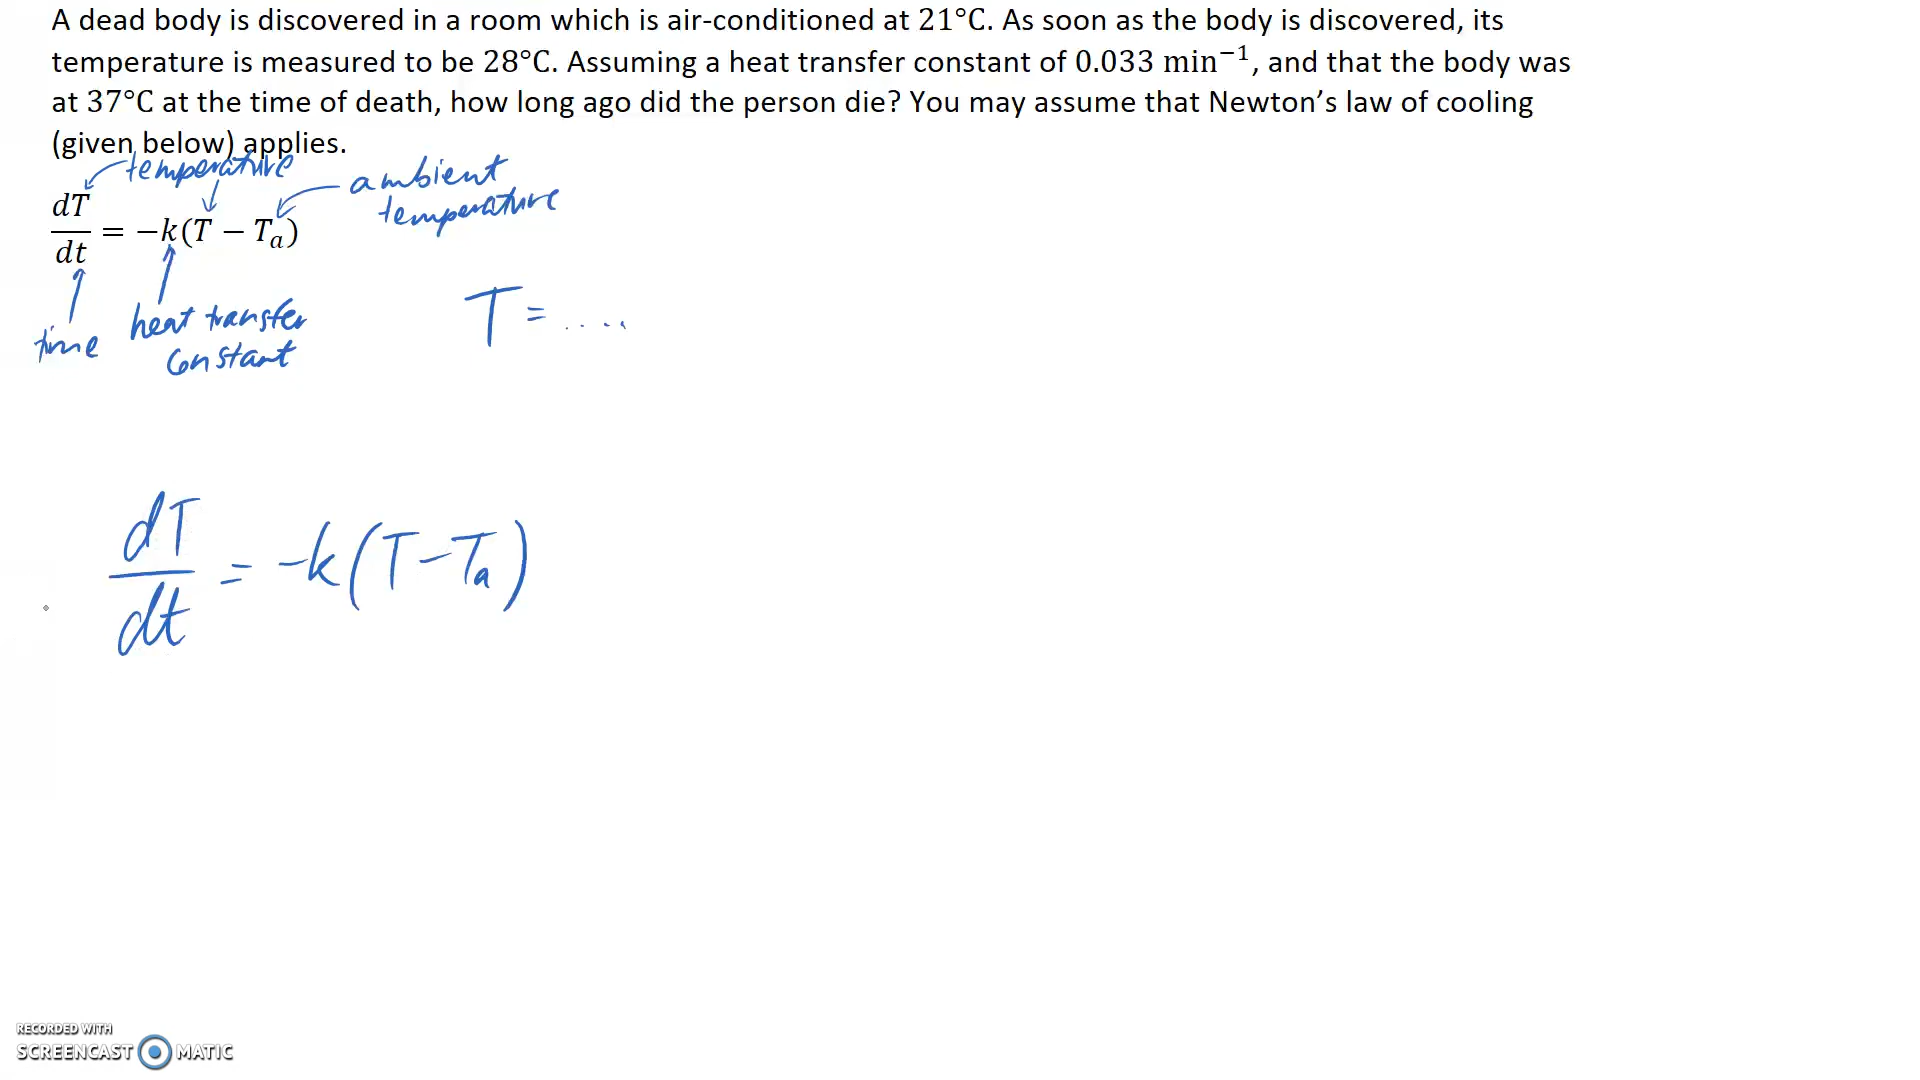 A dead body is discovered in a room which is air-conditioned at 21°C. As soon as the body is discovered, its
temperature is measured to be 28°C. Assuming a heat transfer constant of 0.033 min⁻¹, and that the body was
at 37°C at the time of death, how long ago did the person die? You may assume that Newton’s law of cooling
(given below) applies.
temperature
ambient
temperature
dT/dt = −k(T − Tₐ)
time
heat transfer
constant
T = ....
dT/dt = -k(T-Tₐ)
RECORDED WITH
SCREENCAST MATIC